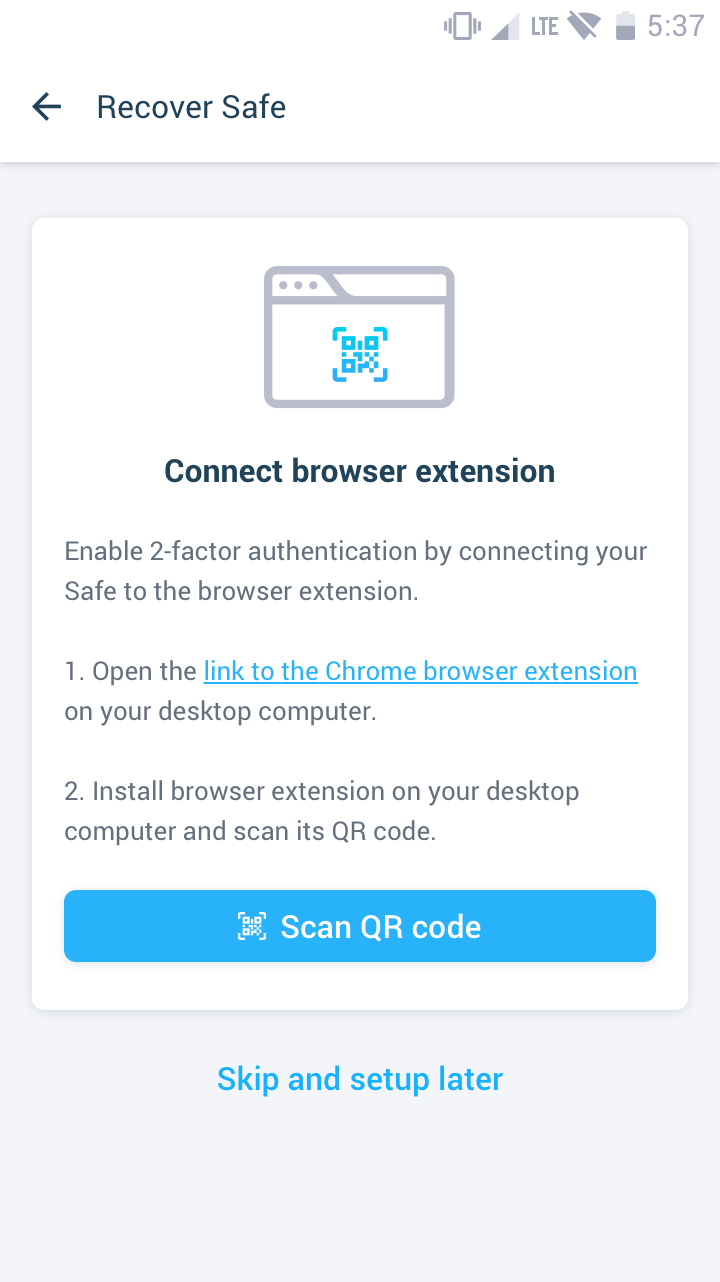 LTE 5:37
Recover Safe
Connect browser extension
Enable 2-factor authentication by connecting your
Safe to the browser extension.
1. Open the link to the Chrome browser extension
on your desktop computer.
2. Install browser extension on your desktop
computer and scan its QR code.
Scan QR code
Skip and setup later